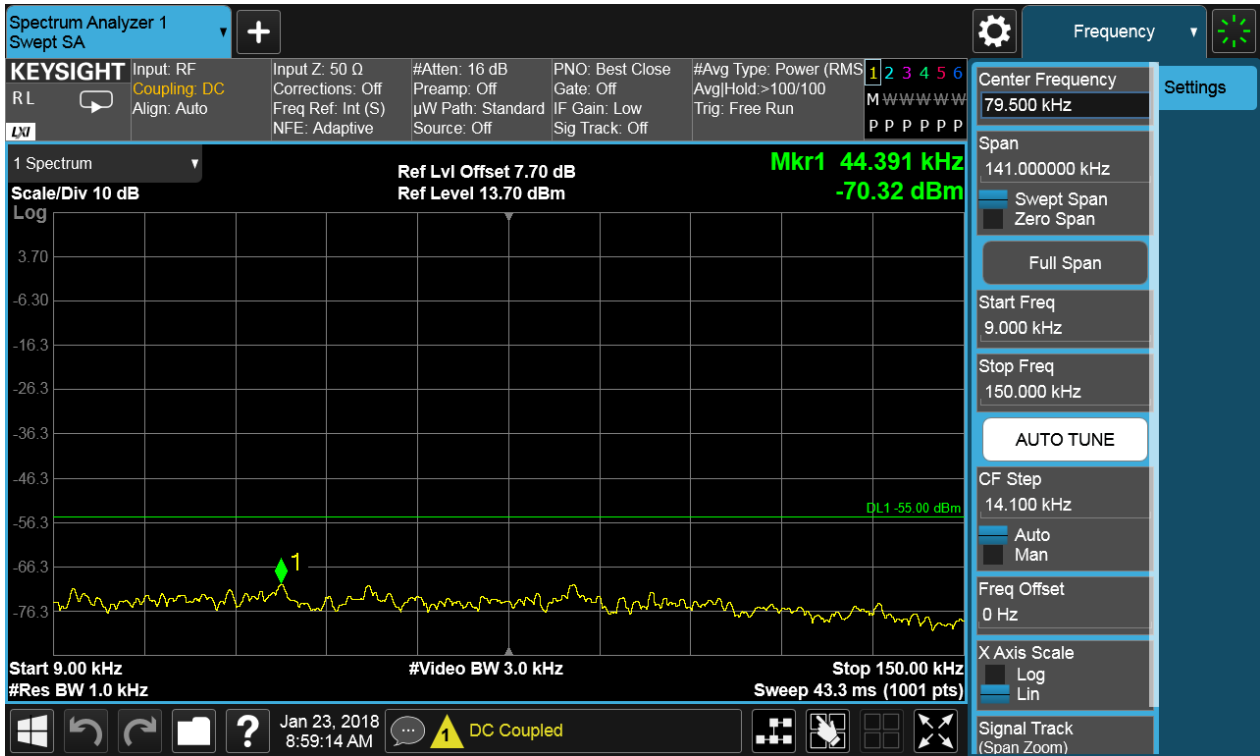 Spectrum Analyzer 1
Swept SA
+
Frequency
KEYSIGHT
RL
LXI
Input: RF
Coupling: DC
Align: Auto
Input Z: 50 Ω
Corrections: Off
Freq Ref: Int (S)
NFE: Adaptive
#Atten: 16 dB
Preamp: Off
µW Path: Standard
Source: Off
PNO: Best Close
Gate: Off
IF Gain: Low
Sig Track: Off
#Avg Type: Power (RMS
Avg|Hold:>100/100
Trig: Free Run
1 2 3 4 5 6
M W W W W W
P P P P P P
1 Spectrum
Scale/Div 10 dB
Log
Ref Lvl Offset 7.70 dB
Ref Level 13.70 dBm
Mkr1 44.391 kHz
-70.32 dBm
3.70
-6.30
-16.3
-26.3
-36.3
-46.3
-56.3
-66.3
-76.3
DL1 -55.00 dBm
1
Start 9.00 kHz
#Res BW 1.0 kHz
#Video BW 3.0 kHz
Stop 150.00 kHz
Sweep 43.3 ms (1001 pts)
Center Frequency
79.500 kHz
Span
141.000000 kHz
Swept Span
Zero Span
Full Span
Start Freq
9.000 kHz
Stop Freq
150.000 kHz
AUTO TUNE
CF Step
14.100 kHz
Auto
Man
Freq Offset
0 Hz
X Axis Scale
Log
Lin
Signal Track
(Span Zoom)
Settings
?
Jan 23, 2018
8:59:14 AM
1
DC Coupled